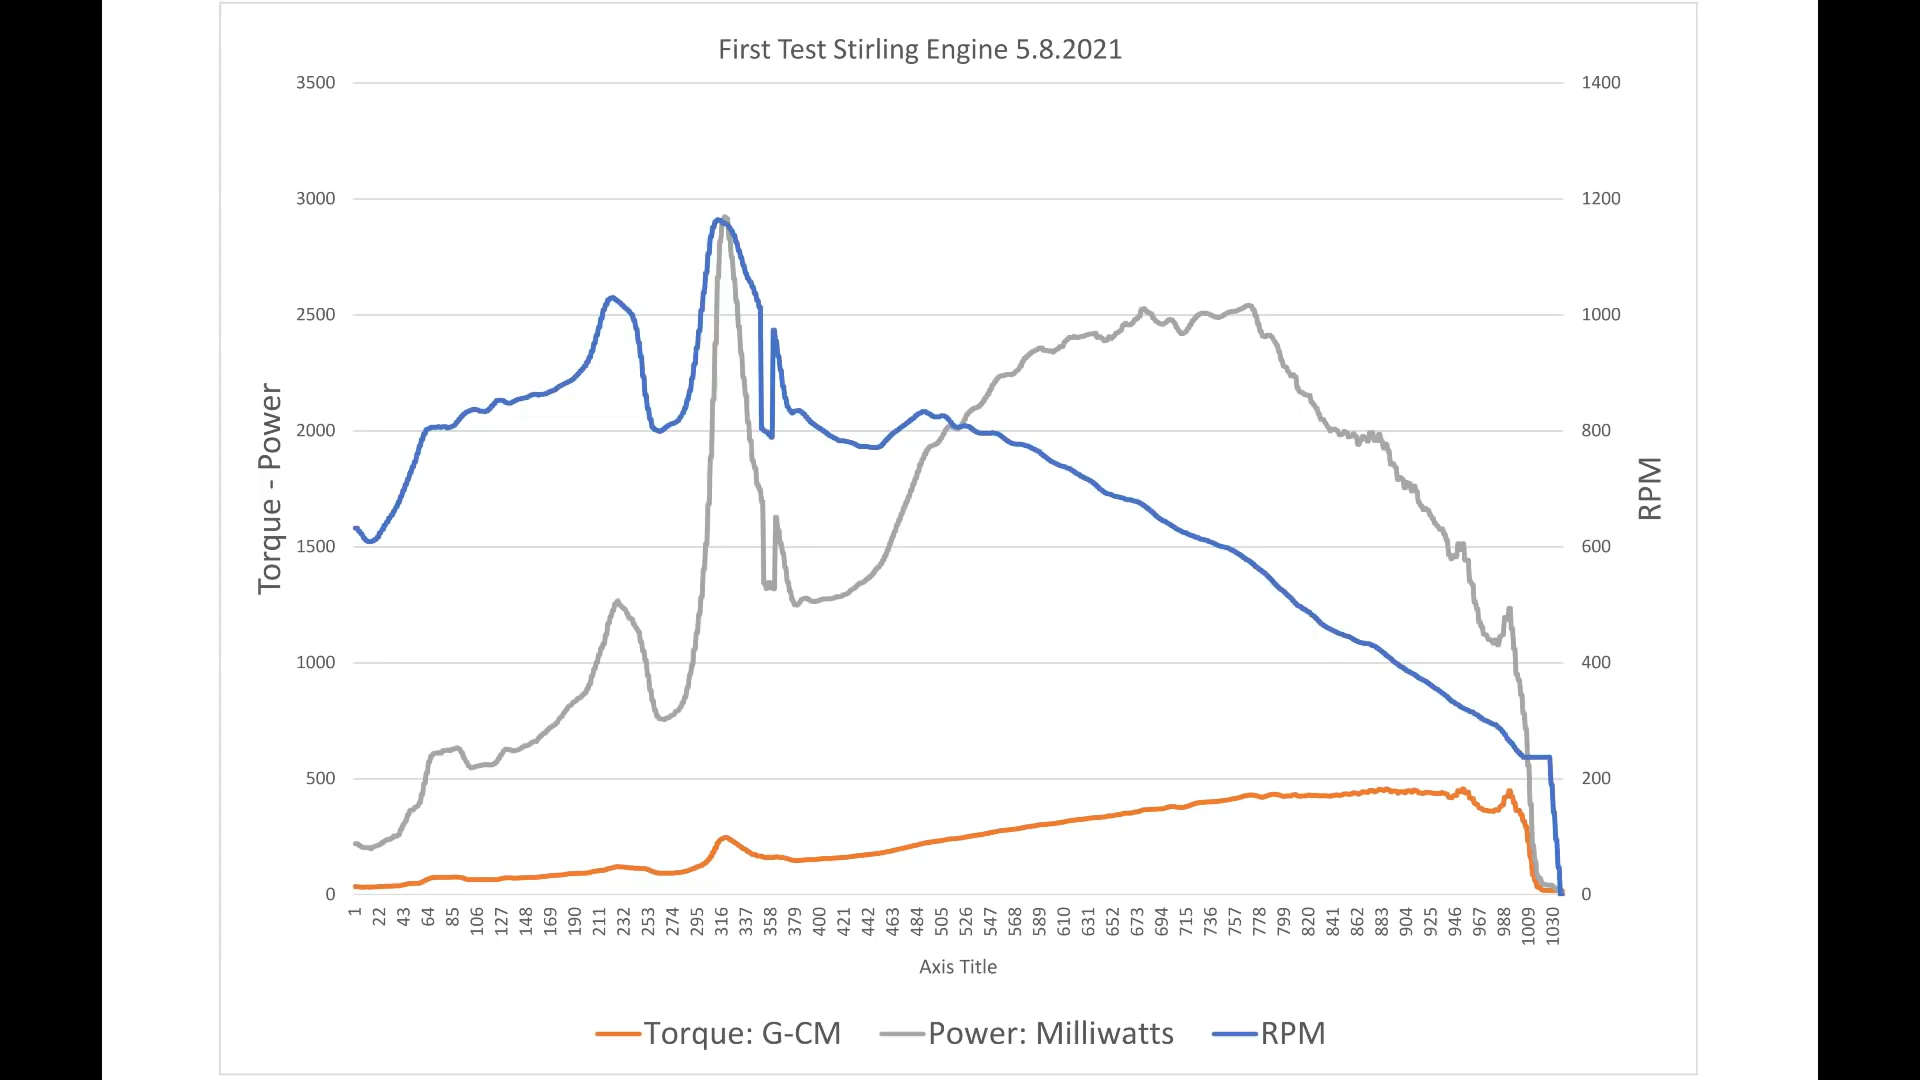 First Test Stirling Engine 5.8.2021
3500
3000
2500
2000
1500
1000
500
0
Torque - Power
1400
1200
1000
800
600
400
200
0
RPM
1 22 43 64 85 106 127 148 169 190 211 232 253 274 295 316 337 358 379 400 421 442 463 484 505 526 547 568 589 610 631 652 673 694 715 736 757 778 799 820 841 862 883 904 925 946 967 988 1009 1030
Axis Title
Torque: G-CM Power: Milliwatts RPM